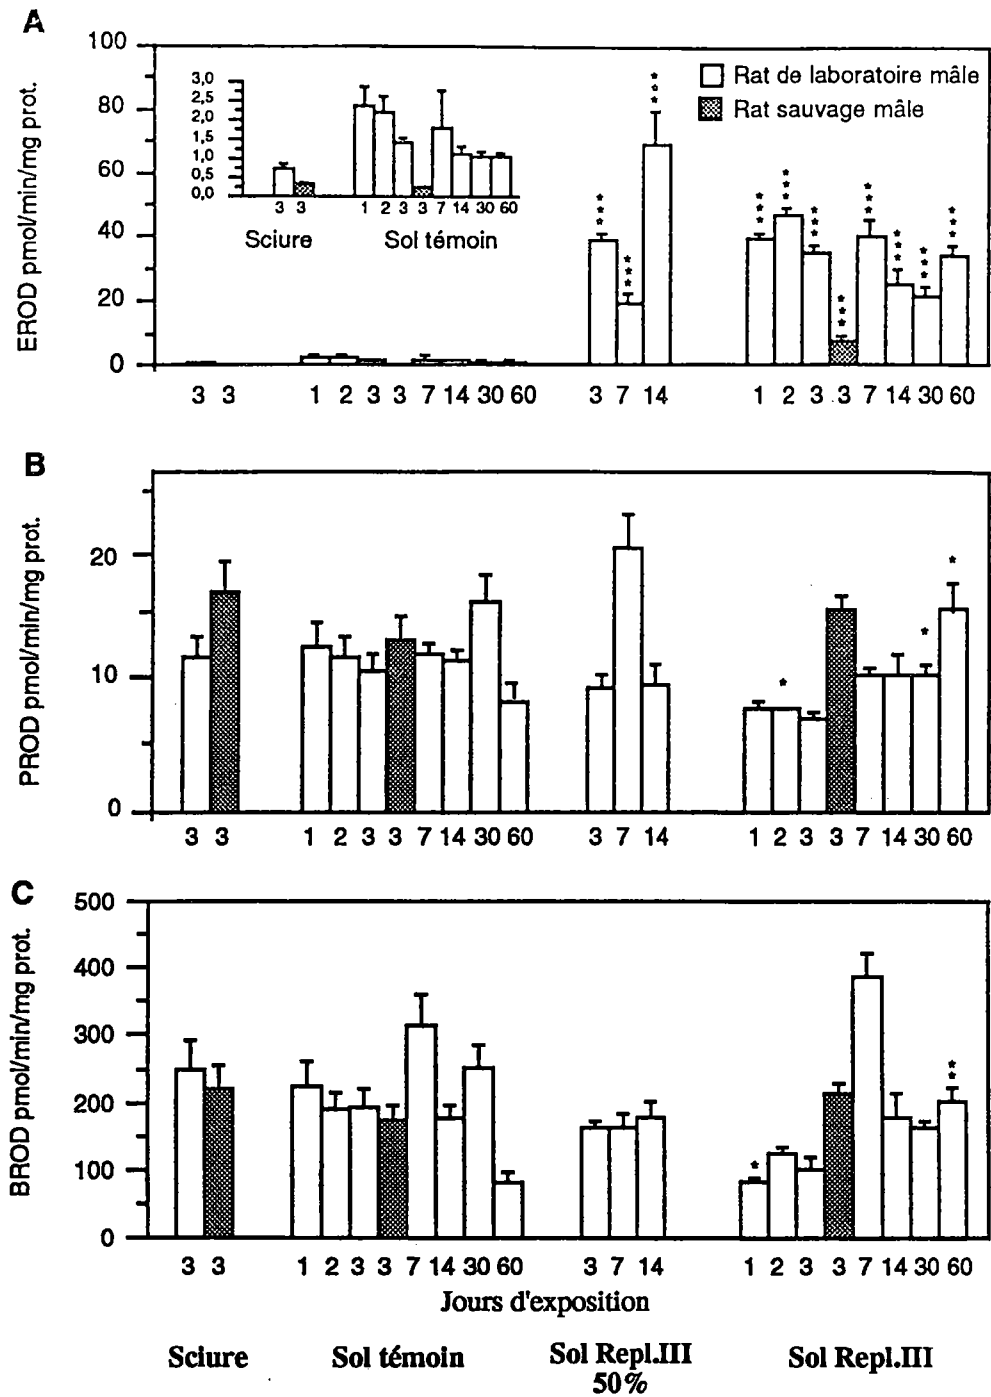 A
EROD pmol/min/mg prot.
100
80
60
40
20
0
3,0
2,5
2,0
1,5
1,0
0,5
0,0
3 3 1 2 3 3 7 14 30 60
Sciure Sol témoin
Rat de laboratoire mâle
Rat sauvage mâle
*** *** *** *** *** *** *** *** *** *** ***
3 3 1 2 3 3 7 14 30 60 3 7 14 1 2 3 3 7 14 30 60
B
PROD pmol/min/mg prot.
20
10
0
* * *
3 3 1 2 3 3 7 14 30 60 3 7 14 1 2 3 3 7 14 30 60
C
BROD pmol/min/mg prot.
500
400
300
200
100
0
* **
3 3 1 2 3 3 7 14 30 60 3 7 14 1 2 3 3 7 14 30 60
Jours d'exposition
Sciure Sol témoin Sol Repl.III Sol Repl.III
50%